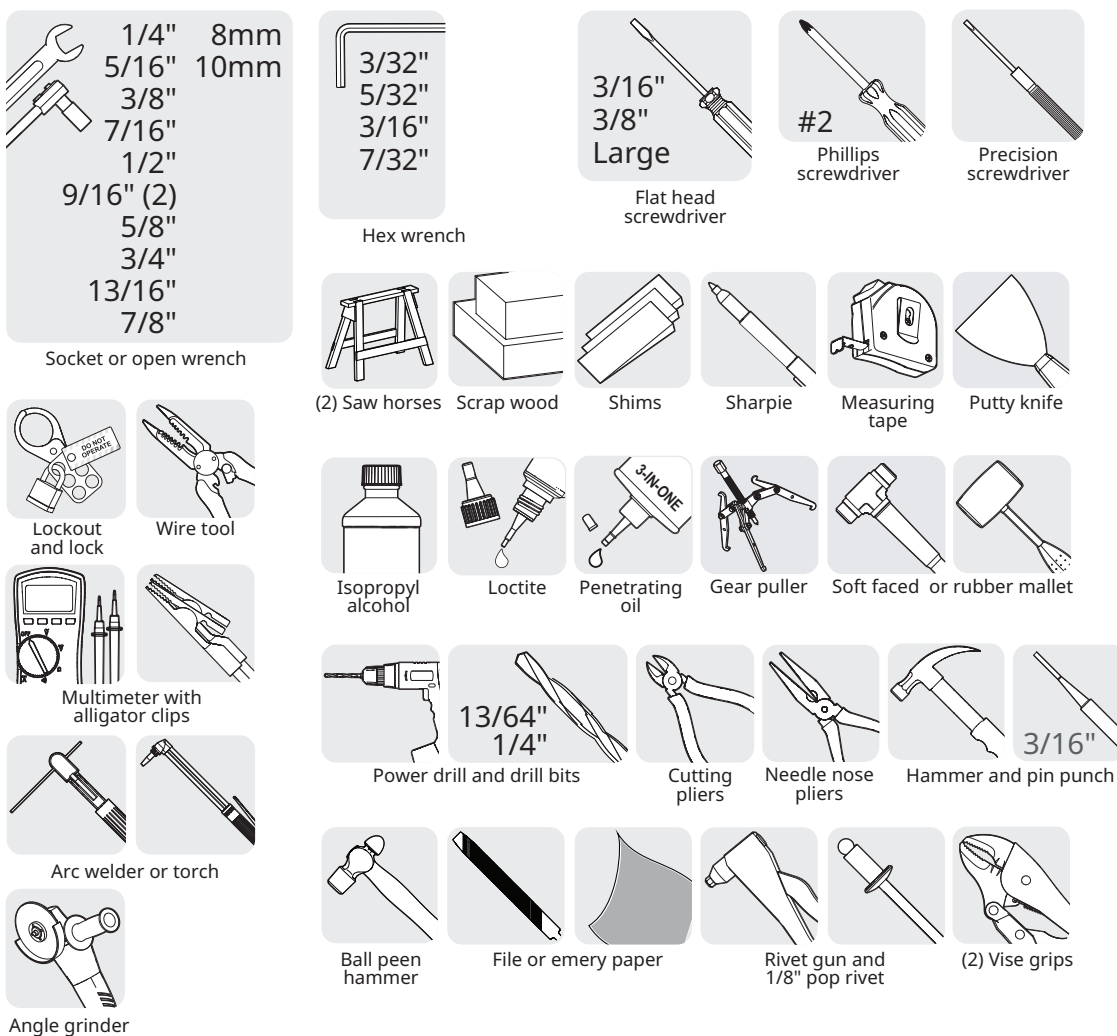 1/4" 8mm
5/16" 10mm
3/8"
7/16"
1/2"
9/16" (2)
5/8"
3/4"
13/16"
7/8"
Socket or open wrench
3/32"
5/32"
3/16"
7/32"
Hex wrench
3/16"
3/8"
Large
Flat head
screwdriver
#2
Phillips
screwdriver
Precision
screwdriver
(2) Saw horses
Scrap wood
Shims
Sharpie
Measuring
tape
Putty knife
DO NOT
OPERATE
Lockout
and lock
Wire tool
Isopropyl
alcohol
Loctite
3-IN-ONE
Penetrating
oil
Gear puller
Soft faced or rubber mallet
OFF
Multimeter with
alligator clips
13/64"
1/4"
Power drill and drill bits
Cutting
pliers
Needle nose
pliers
3/16"
Hammer and pin punch
Arc welder or torch
Ball peen
hammer
File or emery paper
Rivet gun and
1/8" pop rivet
(2) Vise grips
Angle grinder